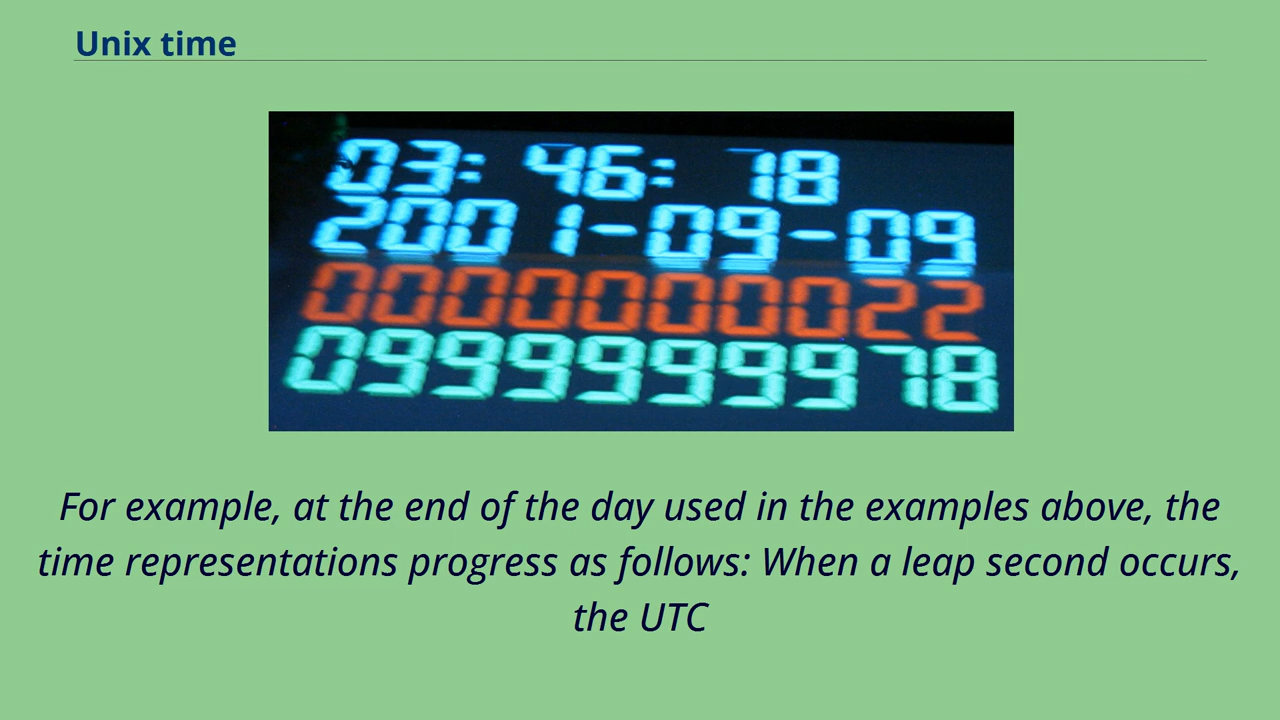 Unix time
03: 46: 18
2001-09-09
0000000022
0999999978
For example, at the end of the day used in the examples above, the
time representations progress as follows: When a leap second occurs,
the UTC